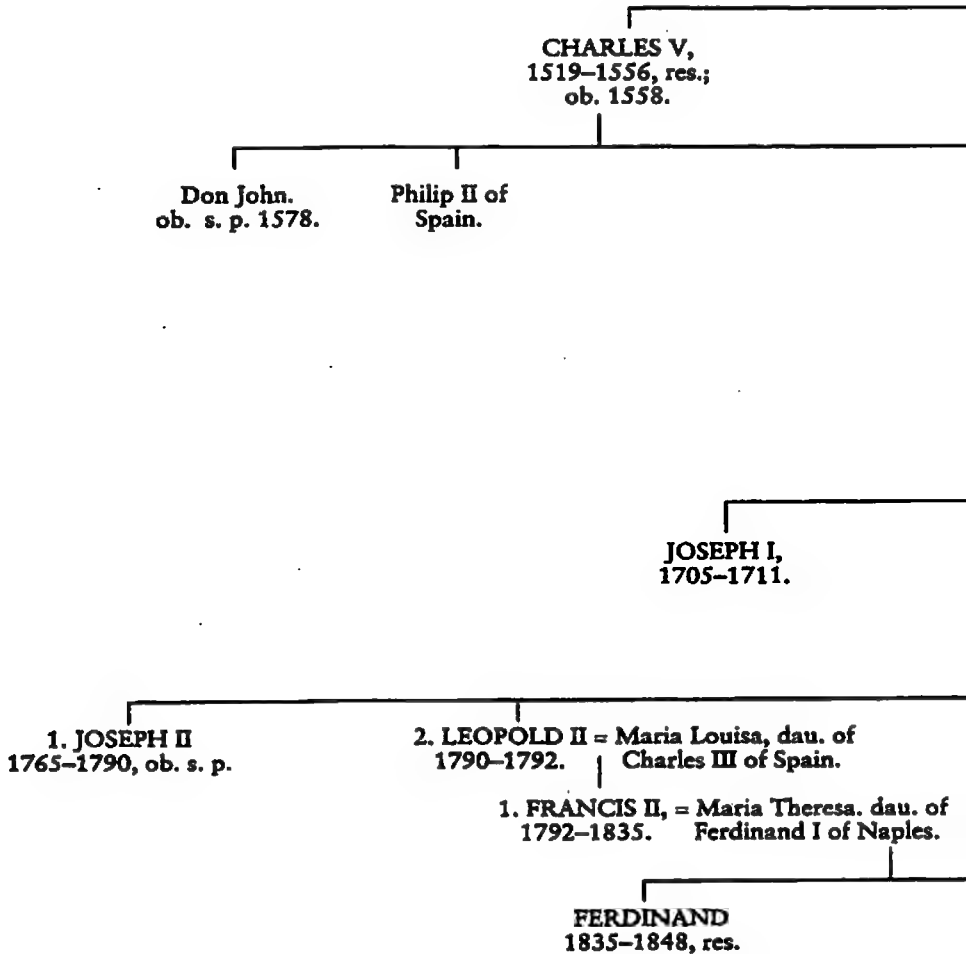 CHARLES V,
1519–1556, res.;
ob. 1558.
Don John.
ob. s. p. 1578.
Philip II of
Spain.
JOSEPH I,
1705–1711.
1. JOSEPH II
1765–1790, ob. s. p.
2. LEOPOLD II = Maria Louisa, dau. of
1790–1792. Charles III of Spain.
1. FRANCIS II, = Maria Theresa. dau. of
1792–1835. Ferdinand I of Naples.
FERDINAND
1835–1848, res.